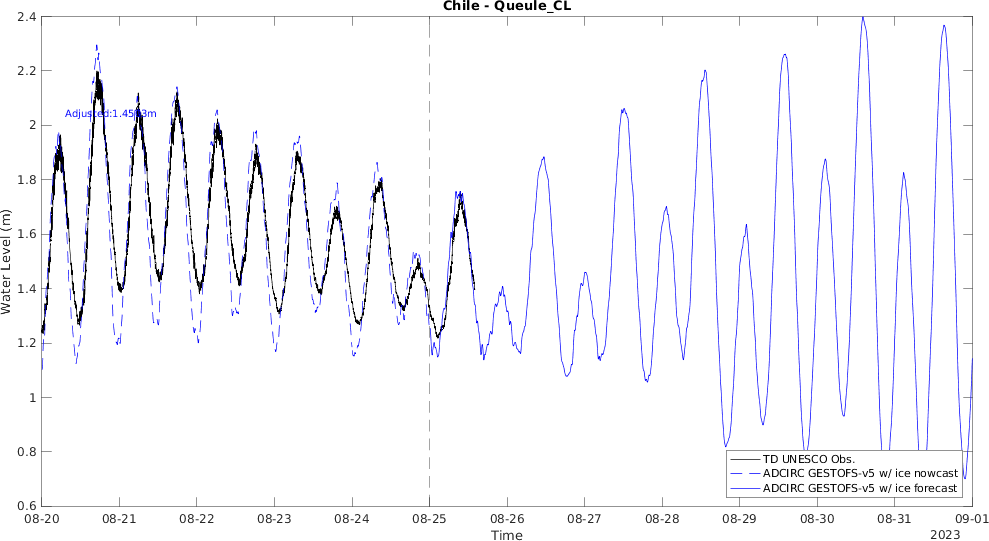 Chile - Queule_CL
Water Level (m)
2.4
2.2
2
1.8
1.6
1.4
1.2
1
0.8
0.6
TD UNESCO Obs.
ADCIRC GESTOFS-v5 w/ ice nowcast
ADCIRC GESTOFS-v5 w/ ice forecast
08-20 08-21 08-22 08-23 08-24 08-25 08-26 08-27 08-28 08-29 08-30 08-31 09-01
Time
2023